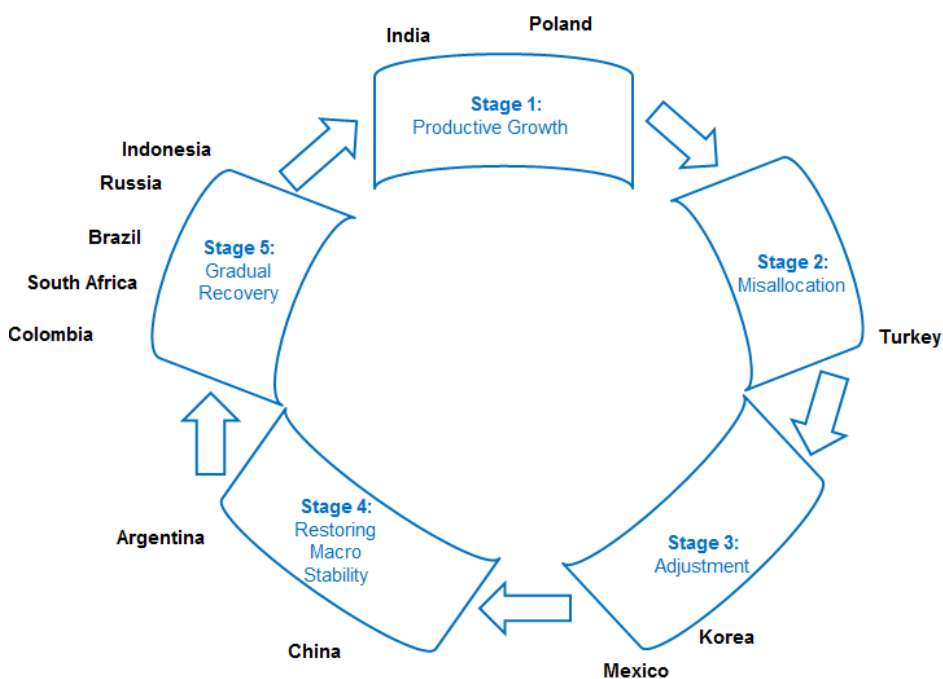 India
Poland
Stage 1:
Productive Growth
Indonesia
Russia
Brazil
South Africa
Colombia
Stage 5:
Gradual
Recovery
Stage 2:
Misallocation
Turkey
Stage 4:
Restoring
Macro
Stability
Argentina
China
Stage 3:
Adjustment
Korea
Mexico